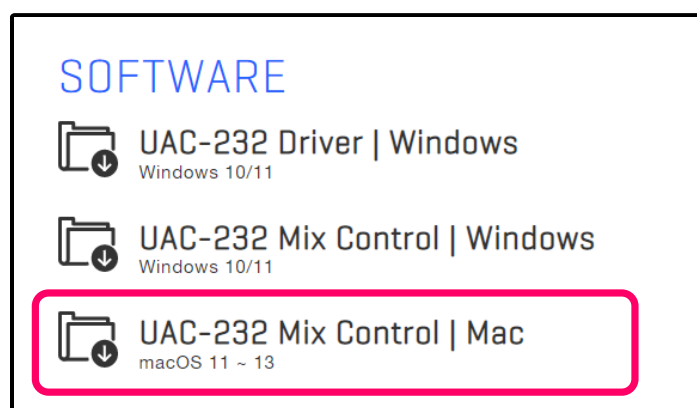 SOFTWARE
UAC-232 Driver | Windows
Windows 10/11
UAC-232 Mix Control | Windows
Windows 10/11
UAC-232 Mix Control | Mac
macOS 11 ~ 13